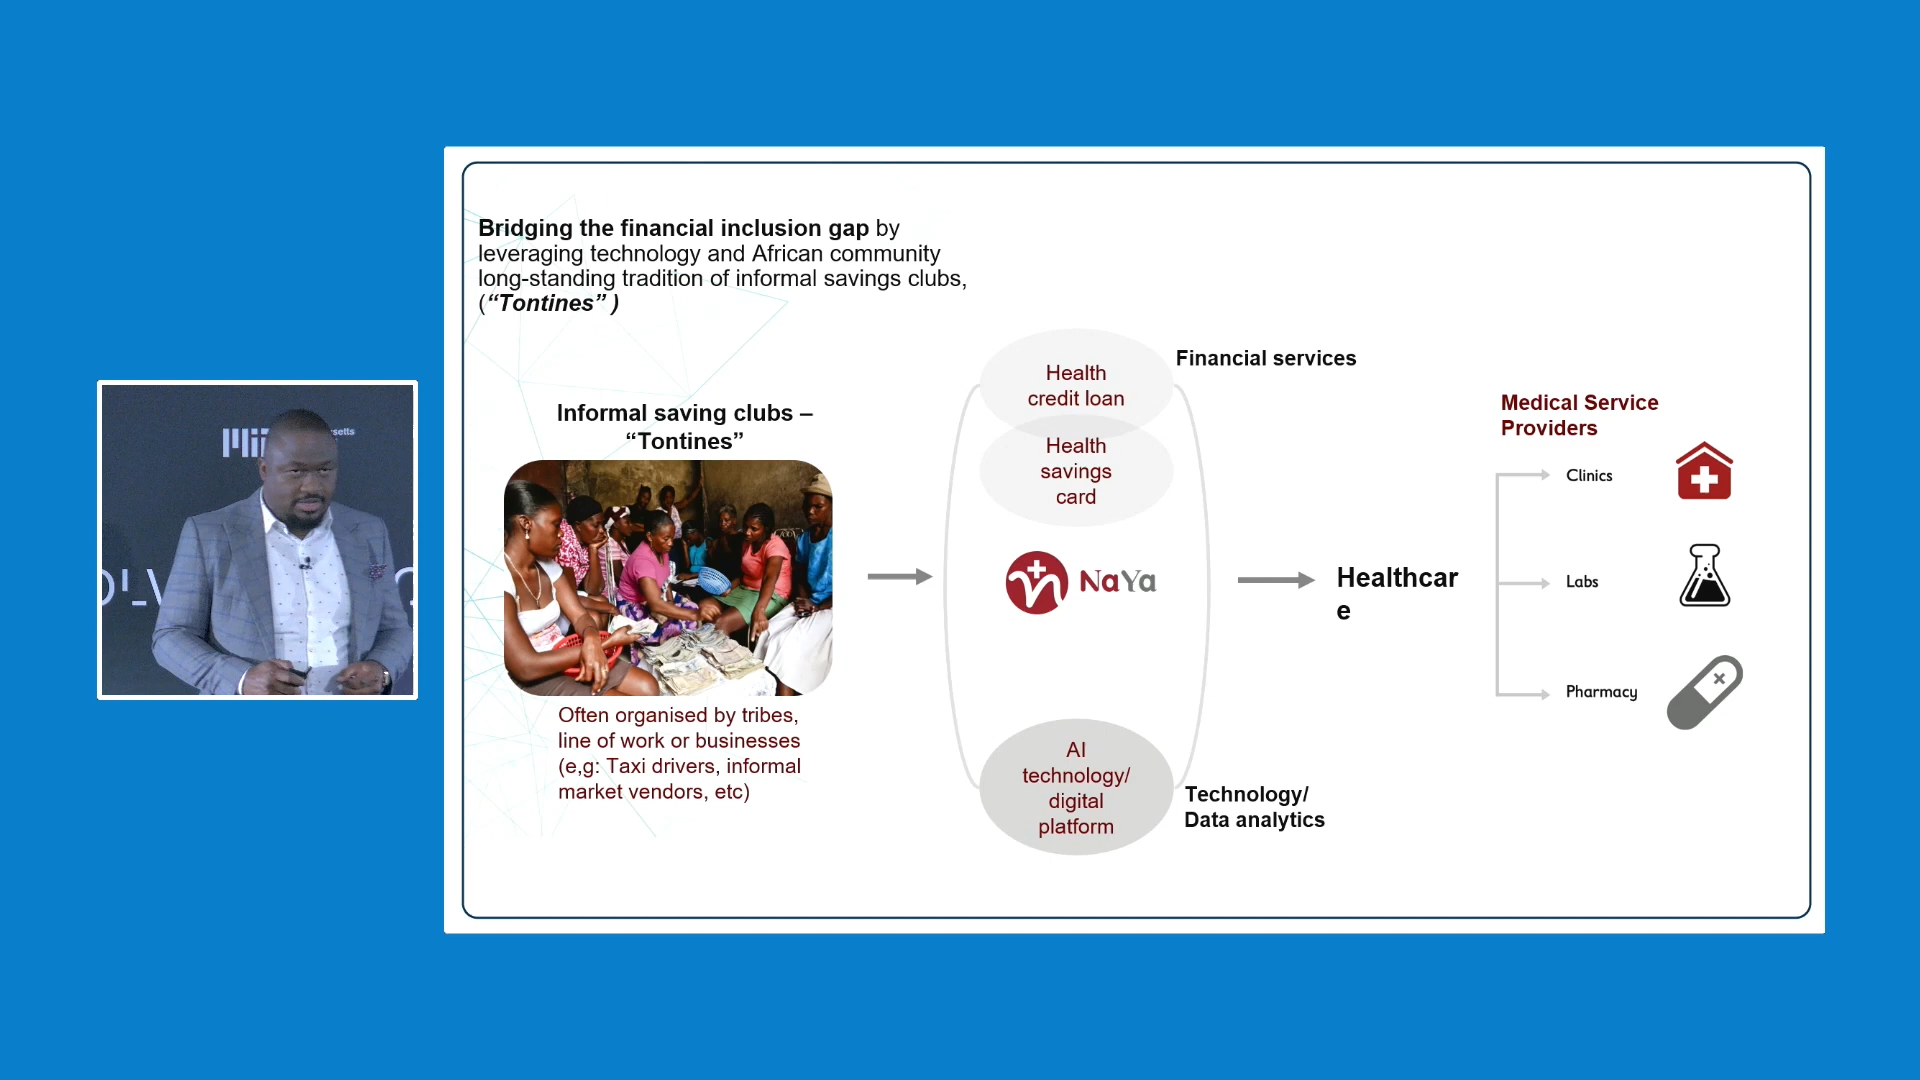 Bridging the financial inclusion gap by
leveraging technology and African community
long-standing tradition of informal savings clubs,
(“Tontines” )
Informal saving clubs –
“Tontines”
Often organised by tribes,
line of work or businesses
(e,g: Taxi drivers, informal
market vendors, etc)
Health
credit loan
Health
savings
card
Financial services
NaYa
AI
technology/
digital
platform
Technology/
Data analytics
Healthcar
e
Medical Service
Providers
Clinics
Labs
Pharmacy